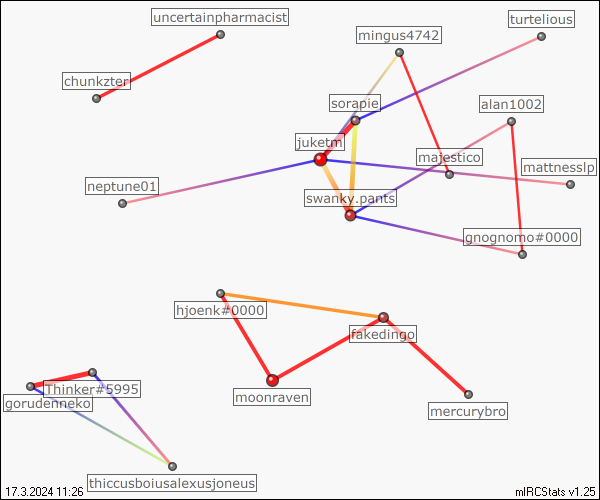 uncertainpharmacist
turtelious
mingus4742
chunkzter
sorapie
alan1002
juketm
majestico
mattnesslp
neptune01
swanky.pants
gnognomo#0000
hjoenk#0000
fakedingo
Thinker#5995
moonraven
gorudenneko
mercurybro
thiccusboiusalexusjoneus
17.3.2024 11:26
mIRCStats v1.25